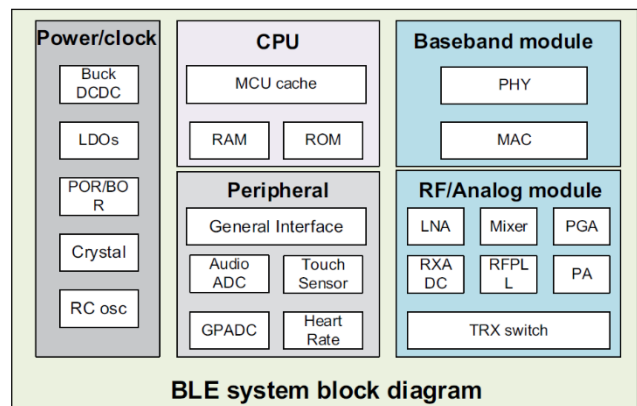 Power/clock
Buck
DCDC
LDOs
POR/BO
R
Crystal
RC osc
CPU
MCU cache
RAM
ROM
Peripheral
General Interface
Audio
ADC
Touch
Sensor
GPADC
Heart
Rate
Baseband module
PHY
MAC
RF/Analog module
LNA
Mixer
PGA
RXA
DC
RFPL
L
PA
TRX switch
BLE system block diagram